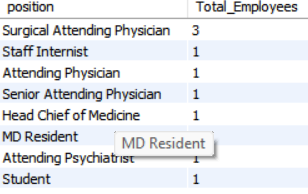 position Total_Employees
Surgical Attending Physician 3
Staff Internist 1
Attending Physician 1
Senior Attending Physician 1
Head Chief of Medicine 1
MD Resident
MD Resident
Attending Psychiatrist 1
Student 1